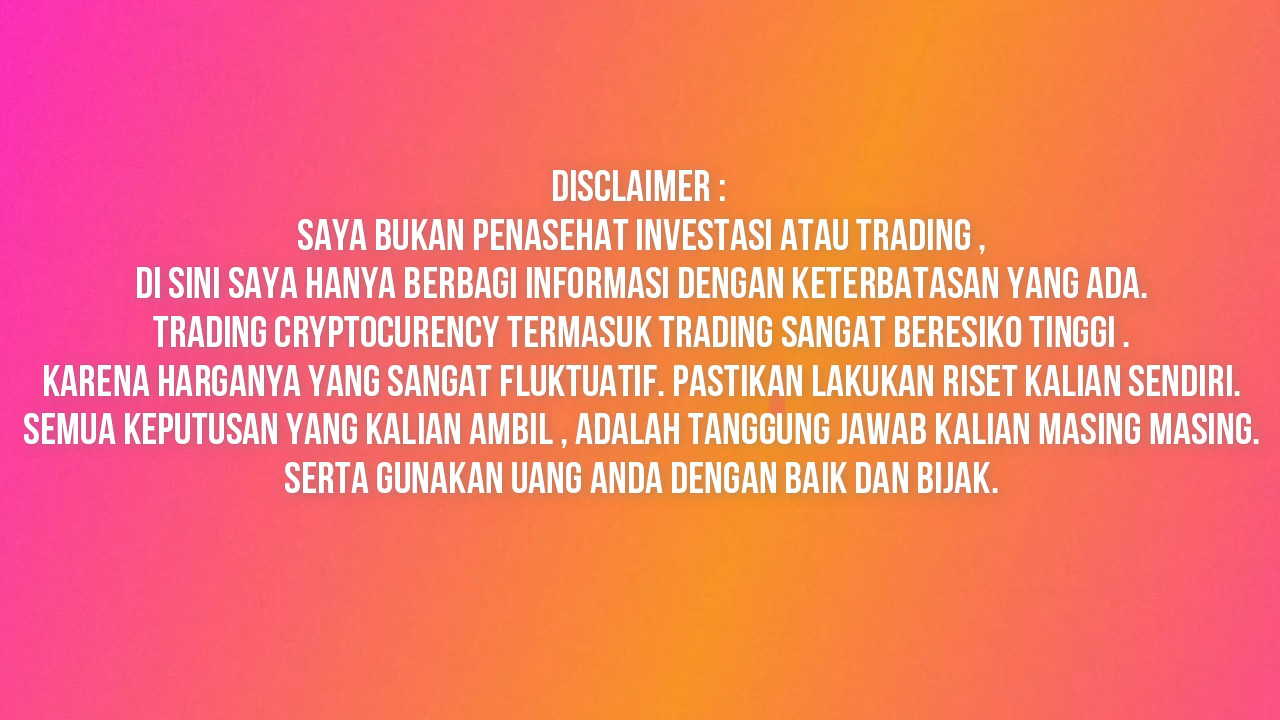 DISCLAIMER :
SAYA BUKAN PENASEHAT INVESTASI ATAU TRADING ,
DI SINI SAYA HANYA BERBAGI INFORMASI DENGAN KETERBATASAN YANG ADA.
TRADING CRYPTOCURENCY TERMASUK TRADING SANGAT BERESIKO TINGGI .
KARENA HARGANYA YANG SANGAT FLUKTUATIF. PASTIKAN LAKUKAN RISET KALIAN SENDIRI.
SEMUA KEPUTUSAN YANG KALIAN AMBIL , ADALAH TANGGUNG JAWAB KALIAN MASING MASING.
SERTA GUNAKAN UANG ANDA DENGAN BAIK DAN BIJAK.